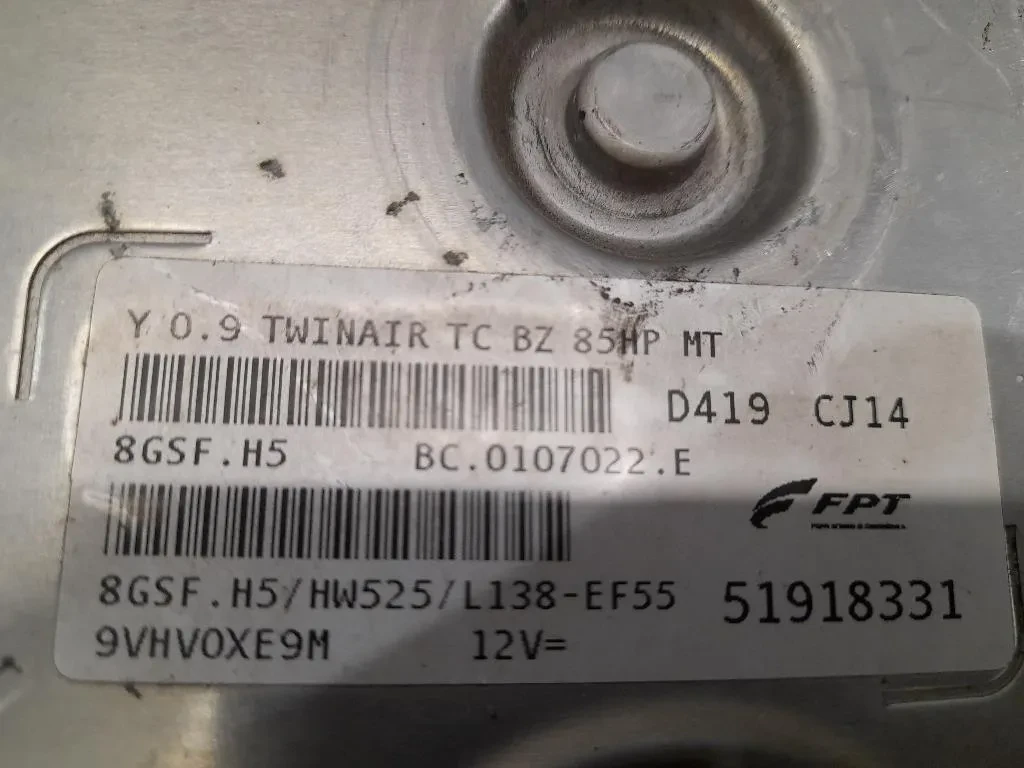 Y 0.9 TWINAIR TC BZ 85HP MT
D419 CJ14
8GSF.H5 BC.0107022.E
FPT
8GSF.H5/HW525/L138-EF55
51918331
9VHV0XE9M 12V=